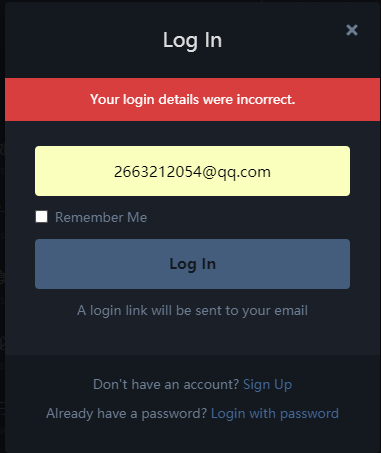 Log In
×
Your login details were incorrect.
2663212054@qq.com
Remember Me
Log In
A login link will be sent to your email
Don't have an account? Sign Up
Already have a password? Login with password